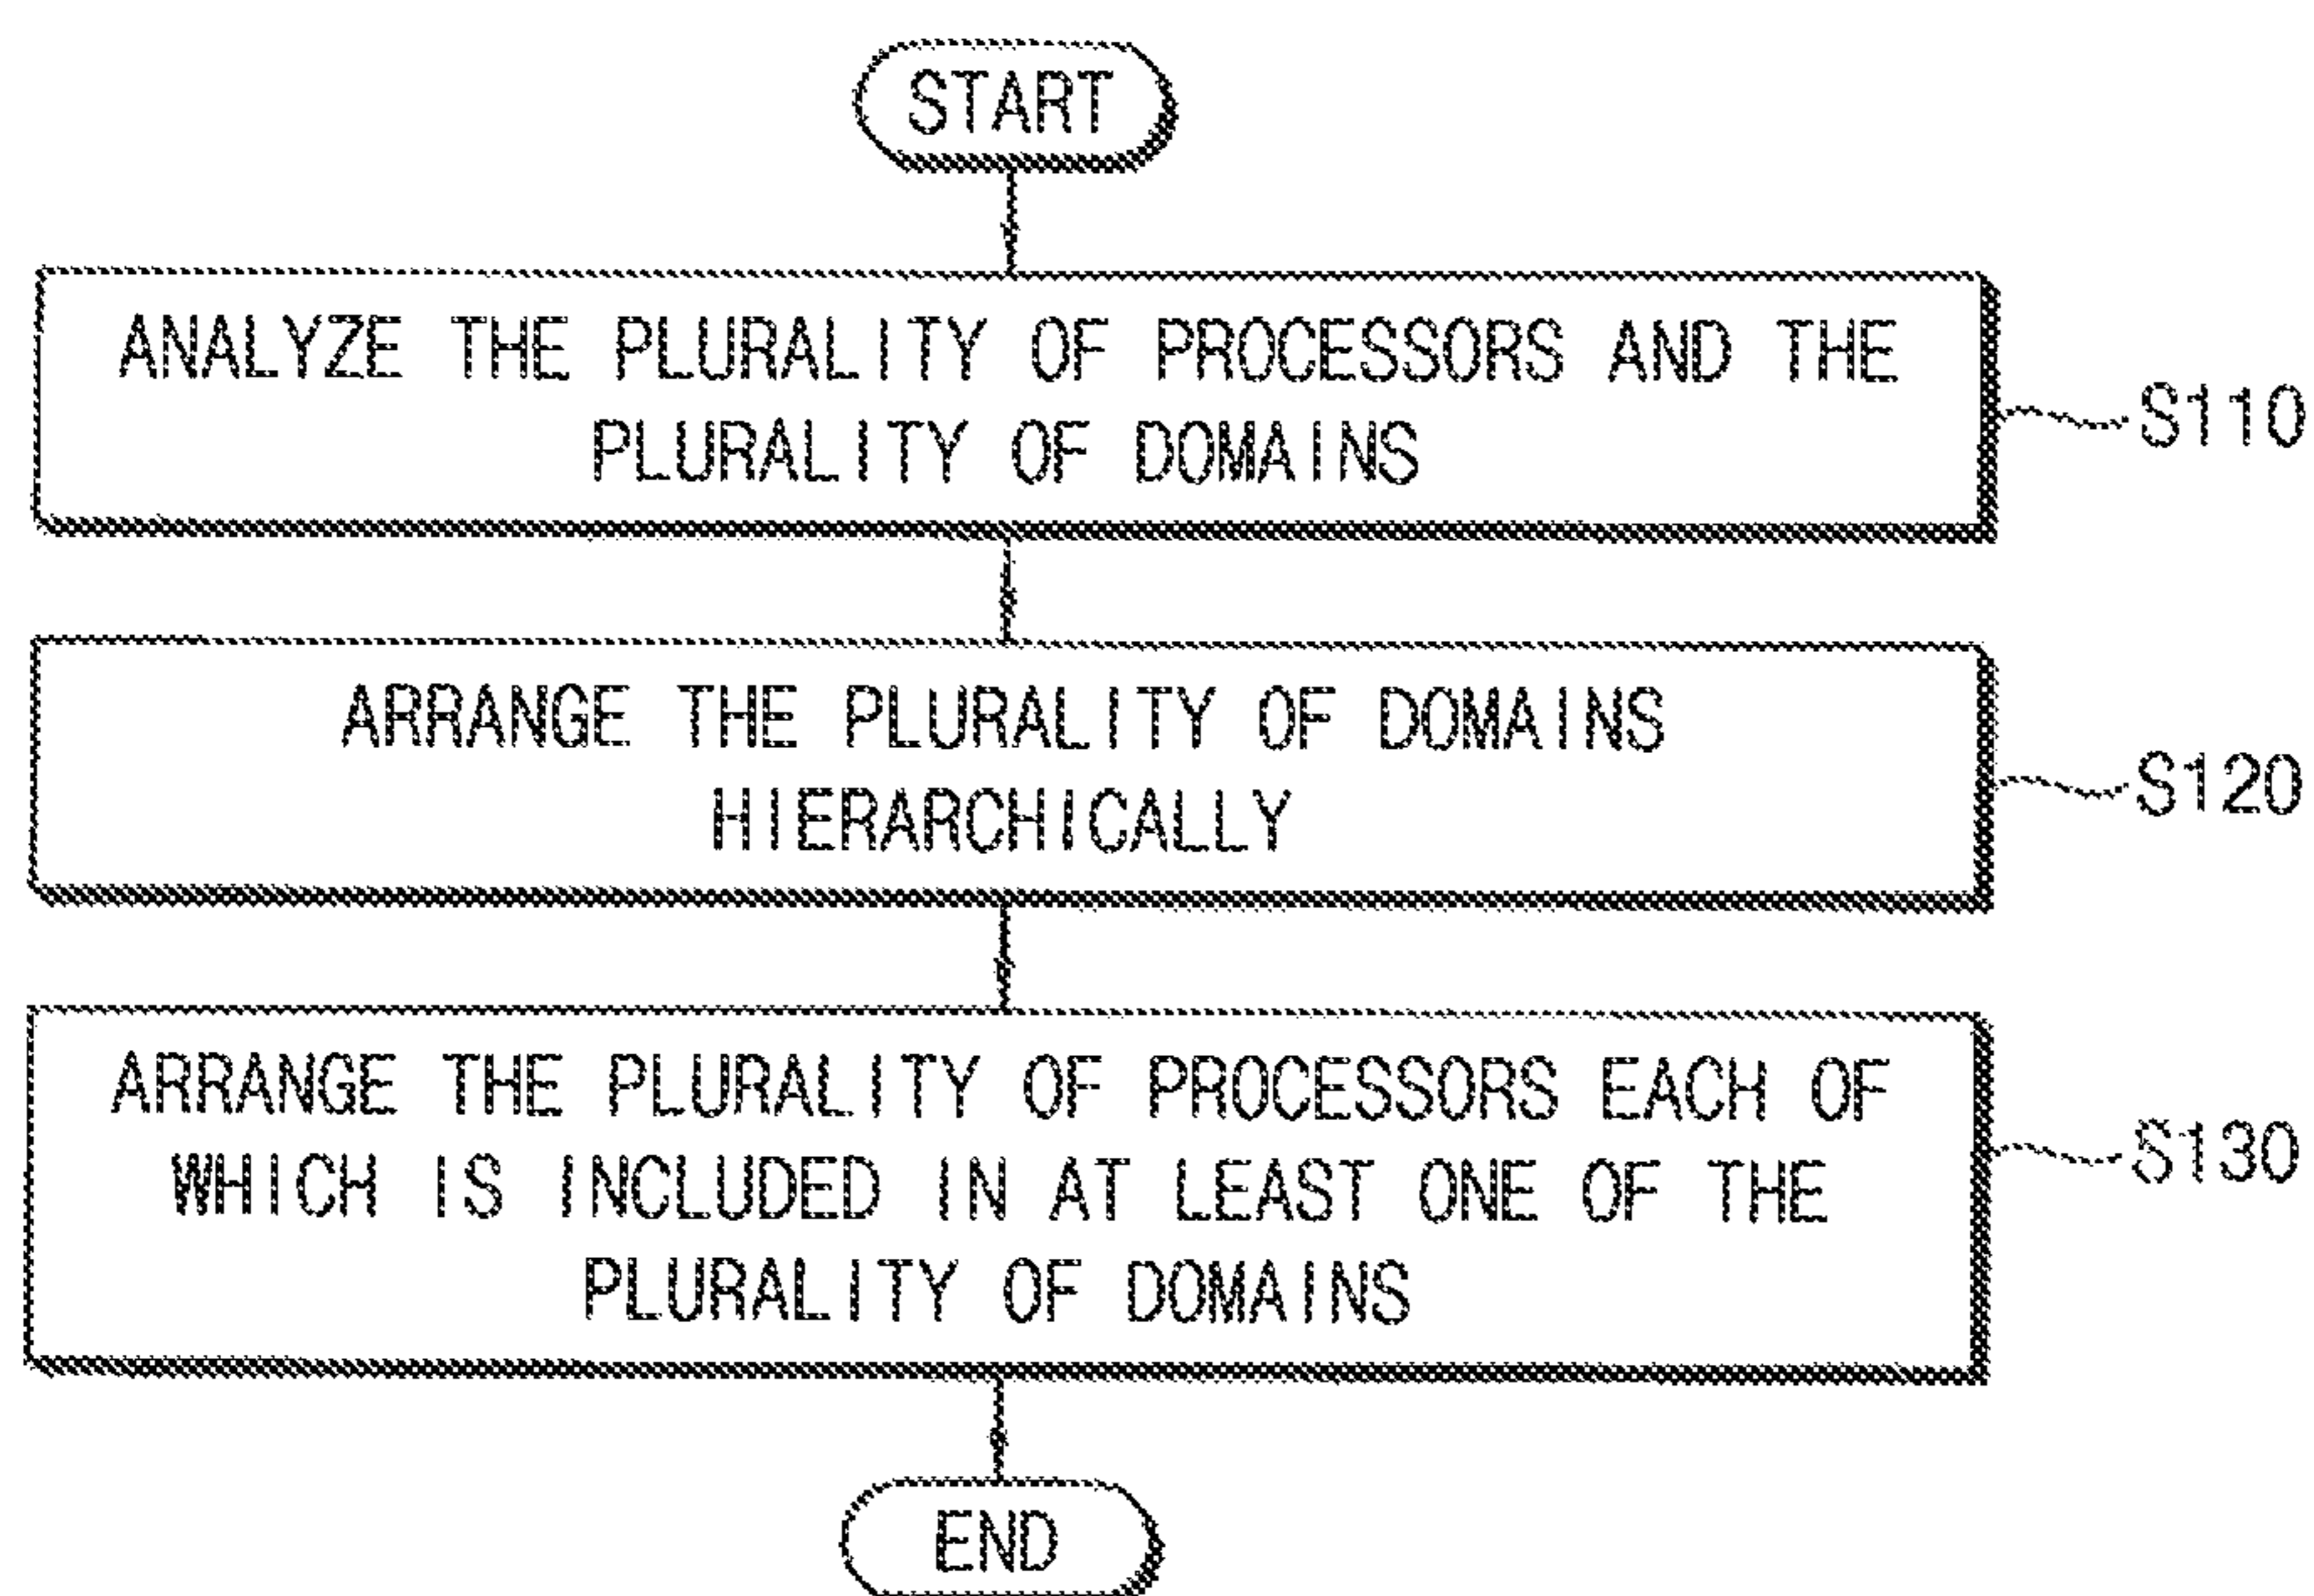 START
ANALYZE THE PLURALITY OF PROCESSORS AND THE
PLURALITY OF DOMAINS
S110
ARRANGE THE PLURALITY OF DOMAINS
HIERARCHICALLY
S120
ARRANGE THE PLURALITY OF PROCESSORS EACH OF
WHICH IS INCLUDED IN AT LEAST ONE OF THE
PLURALITY OF DOMAINS
S130
END